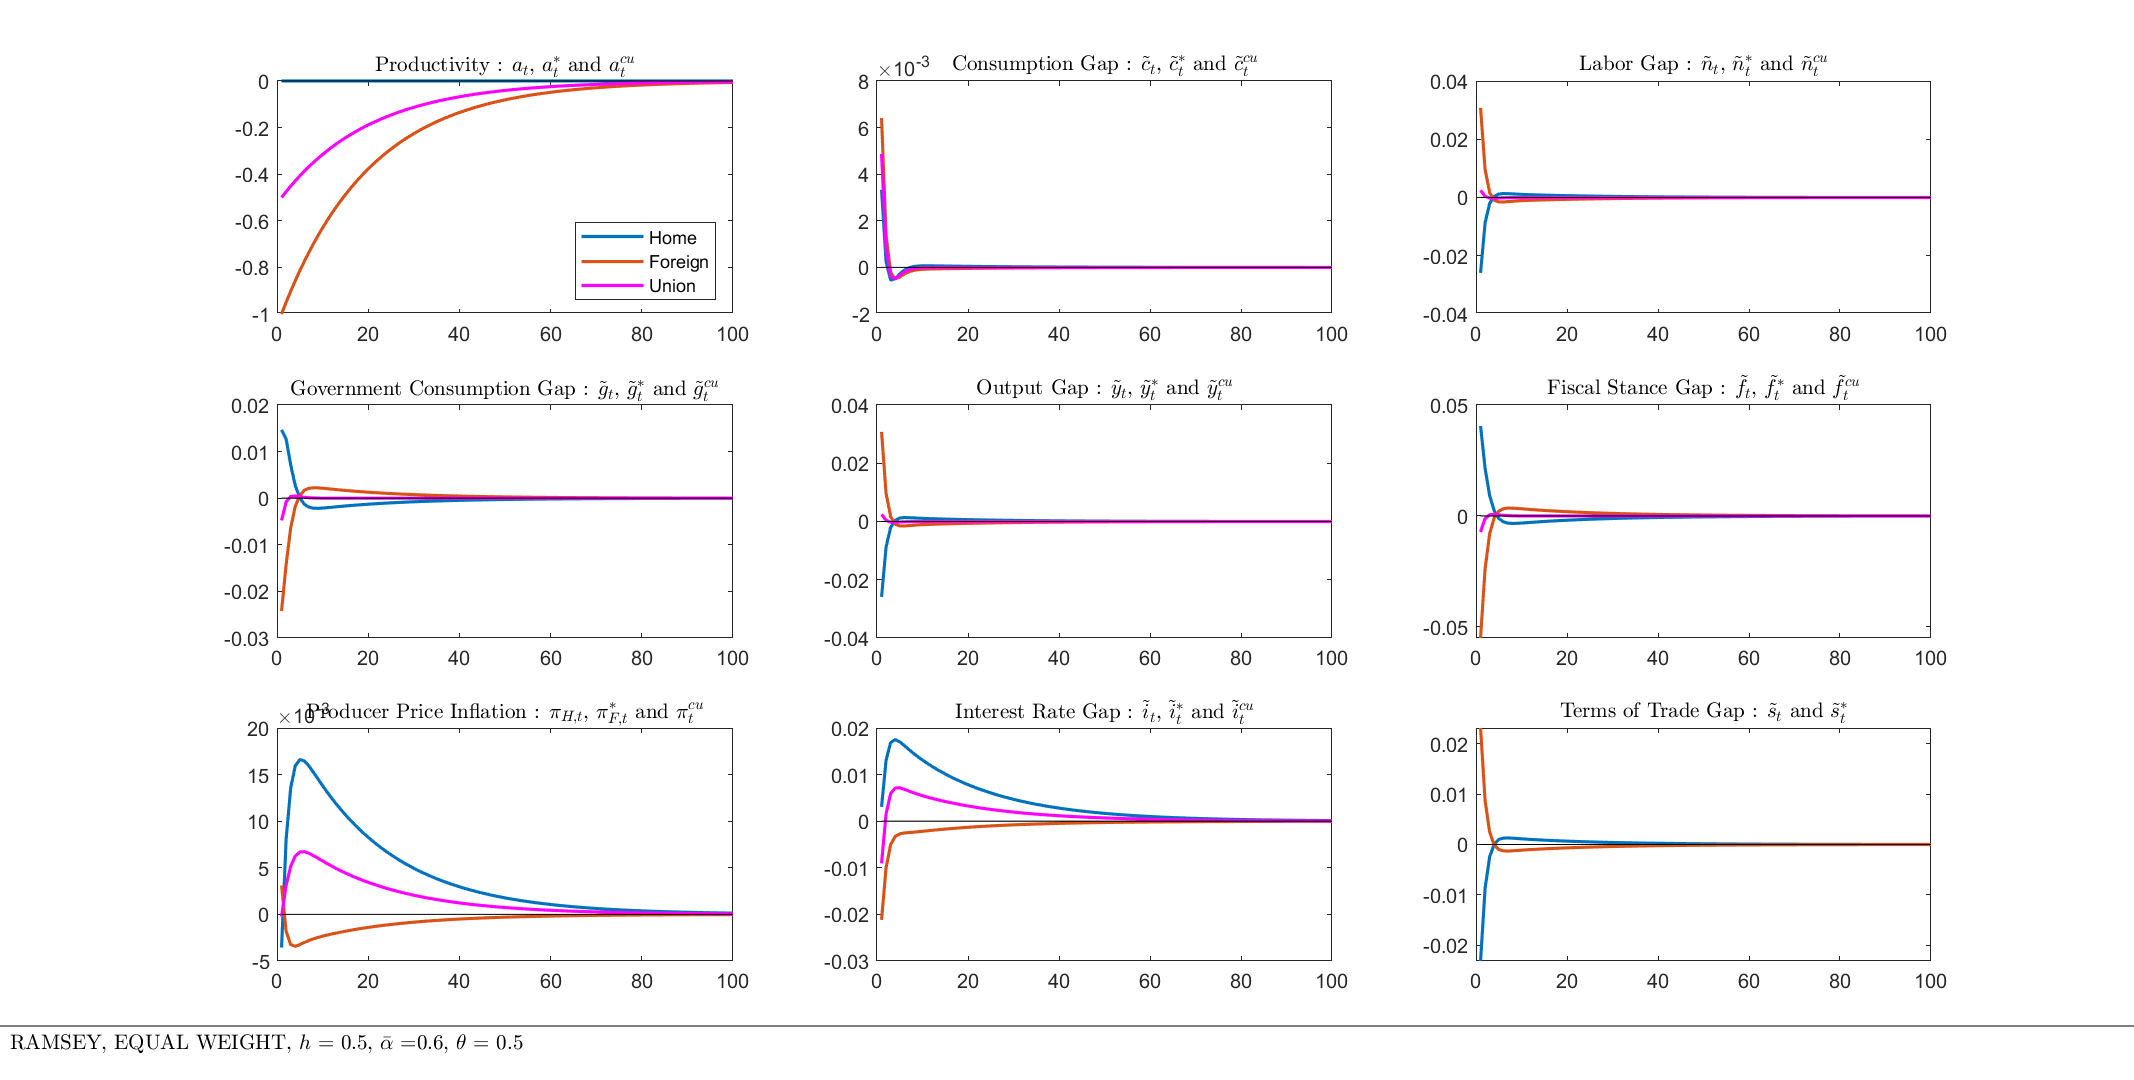 Productivity : a_t, a_t^* and a_t^{cu}
0
-0.2
-0.4
-0.6
-0.8
-1
0 20 40 60 80 100
Home
Foreign
Union
×10^{-3}
Consumption Gap : c̃_t, c̃_t^* and c̃_t^{cu}
8
6
4
2
0
-2
0 20 40 60 80 100
Labor Gap : ñ_t, ñ_t^* and ñ_t^{cu}
0.04
0.02
0
-0.02
-0.04
0 20 40 60 80 100
Government Consumption Gap : g̃_t, g̃_t^* and g̃_t^{cu}
0.02
0.01
0
-0.01
-0.02
-0.03
0 20 40 60 80 100
Output Gap : ỹ_t, ỹ_t^* and ỹ_t^{cu}
0.04
0.02
0
-0.02
-0.04
0 20 40 60 80 100
Fiscal Stance Gap : f̃_t, f̃_t^* and f̃_t^{cu}
0.05
0
-0.05
0 20 40 60 80 100
×10^{-3}
Producer Price Inflation : π_{H,t}, π_{F,t}^* and π_t^{cu}
20
15
10
5
0
-5
0 20 40 60 80 100
Interest Rate Gap : ĩ_t, ĩ_t^* and ĩ_t^{cu}
0.02
0.01
0
-0.01
-0.02
-0.03
0 20 40 60 80 100
Terms of Trade Gap : s̃_t and s̃_t^*
0.02
0.01
0
-0.01
-0.02
0 20 40 60 80 100
RAMSEY, EQUAL WEIGHT, h = 0.5, ᾱ =0.6, θ = 0.5